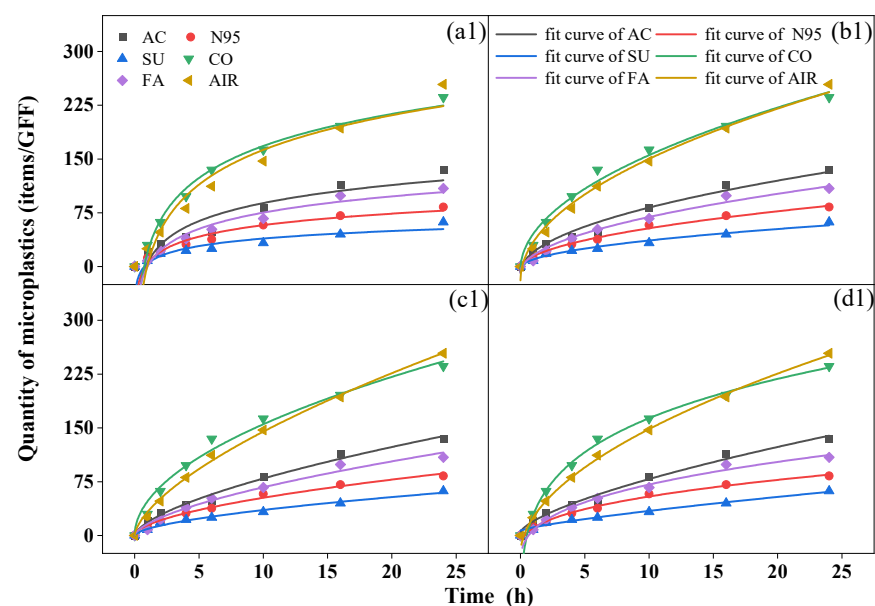 (a1)
AC N95
SU CO
FA AIR
(b1)
fit curve of AC fit curve of N95
fit curve of SU fit curve of CO
fit curve of FA fit curve of AIR
300
225
150
75
0
Quantity of microplastics (items/GFF)
(c1)
(d1)
300
225
150
75
0
0 5 10 15 20 25 0 5 10 15 20 25
Time (h)